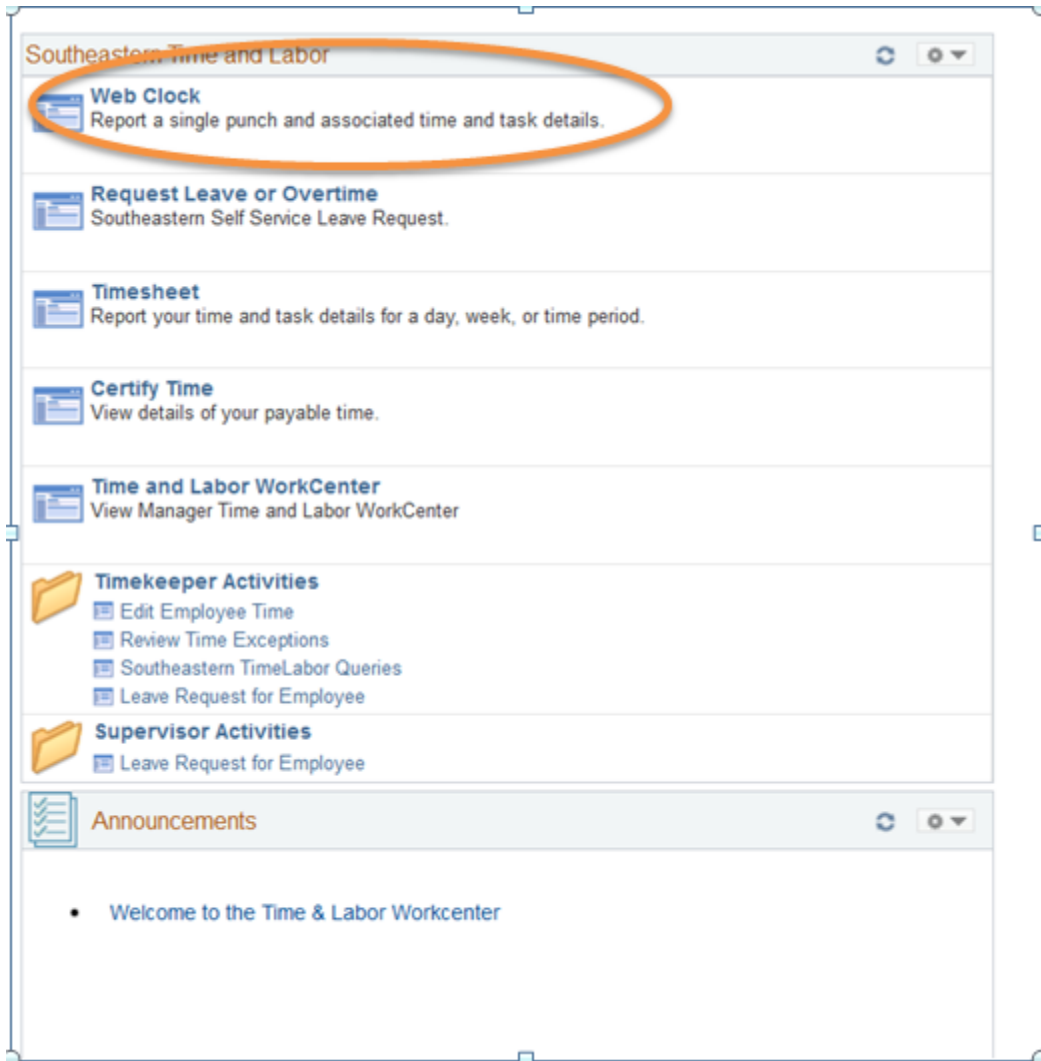 Southeastern Time and Labor
Web Clock
Report a single punch and associated time and task details.
Request Leave or Overtime
Southeastern Self Service Leave Request.
Timesheet
Report your time and task details for a day, week, or time period.
Certify Time
View details of your payable time.
Time and Labor WorkCenter
View Manager Time and Labor WorkCenter
Timekeeper Activities
Edit Employee Time
Review Time Exceptions
Southeastern TimeLabor Queries
Leave Request for Employee
Supervisor Activities
Leave Request for Employee
Announcements
Welcome to the Time & Labor Workcenter